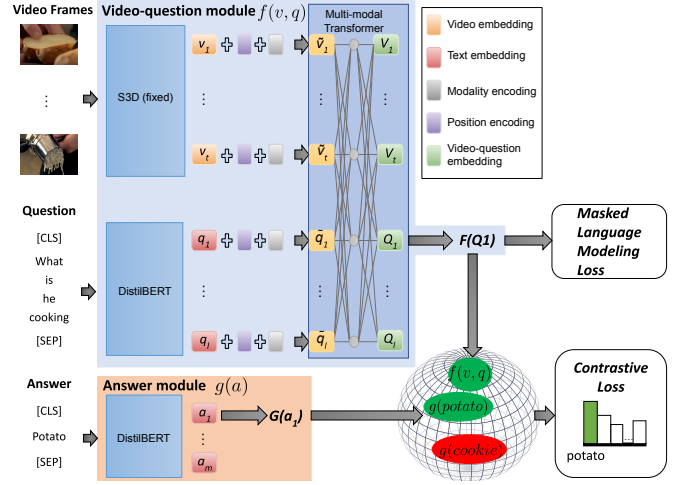 Video Frames
Video-question module f(v, q)
Multi-modal
Transformer
S3D (fixed)
v1
ṽ1
V1
⋮
vt
ṽt
Vt
Video embedding
Text embedding
Modality encoding
Position encoding
Video-question
embedding
Question
[CLS]
What
is
he
cooking
[SEP]
DistilBERT
q1
q̃1
Q1
⋮
ql
q̃l
Ql
F(Q1)
Masked
Language
Modeling
Loss
Answer
[CLS]
Potato
[SEP]
Answer module g(a)
DistilBERT
a1
⋮
am
G(a1)
f(v, q)
g(potato)
g(cookie)
Contrastive
Loss
potato